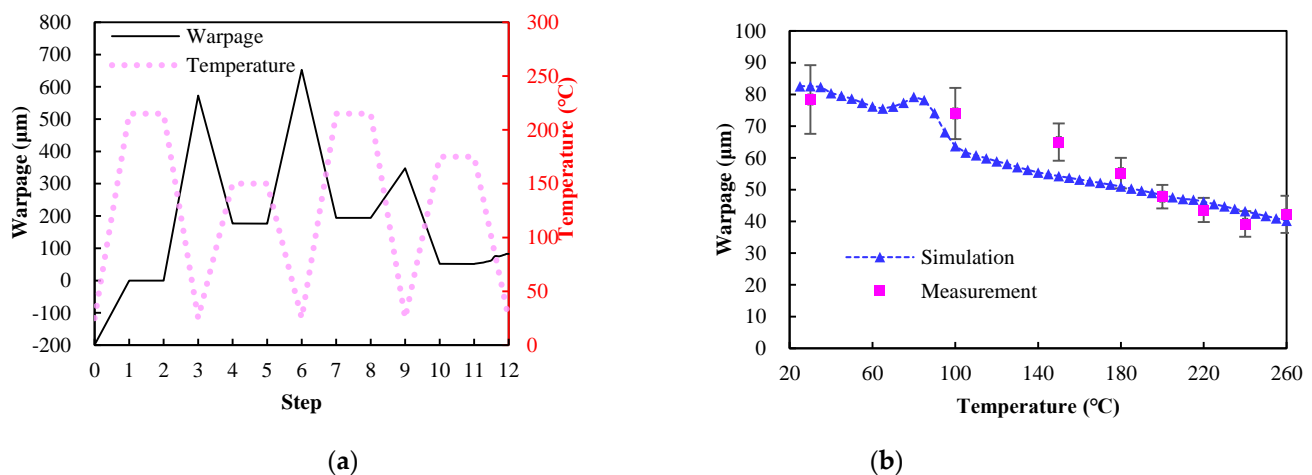 800
700
600
500
400
300
200
100
0
-100
-200
Warpage (μm)
Warpage
Temperature
300
250
200
150
100
50
0
Temperature (°C)
0 1 2 3 4 5 6 7 8 9 10 11 12
Step
(a)
100
90
80
70
60
50
40
30
20
10
0
Warpage (μm)
Simulation
Measurement
20 60 100 140 180 220 260
Temperature (°C)
(b)